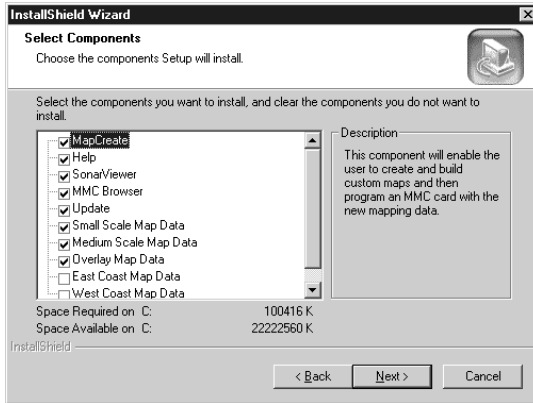 InstallShield Wizard
Select Components
Choose the components Setup will install.
Select the components you want to install, and clear the components you do not want to
install.
MapCreate
Help
SonarViewer
MMC Browser
Update
Small Scale Map Data
Medium Scale Map Data
Overlay Map Data
East Coast Map Data
West Coast Map Data
Description
This component will enable the
user to create and build
custom maps and then
program an MMC card with the
new mapping data.
Space Required on C: 100416 K
Space Available on C: 22222560 K
InstallShield
< Back Next > Cancel